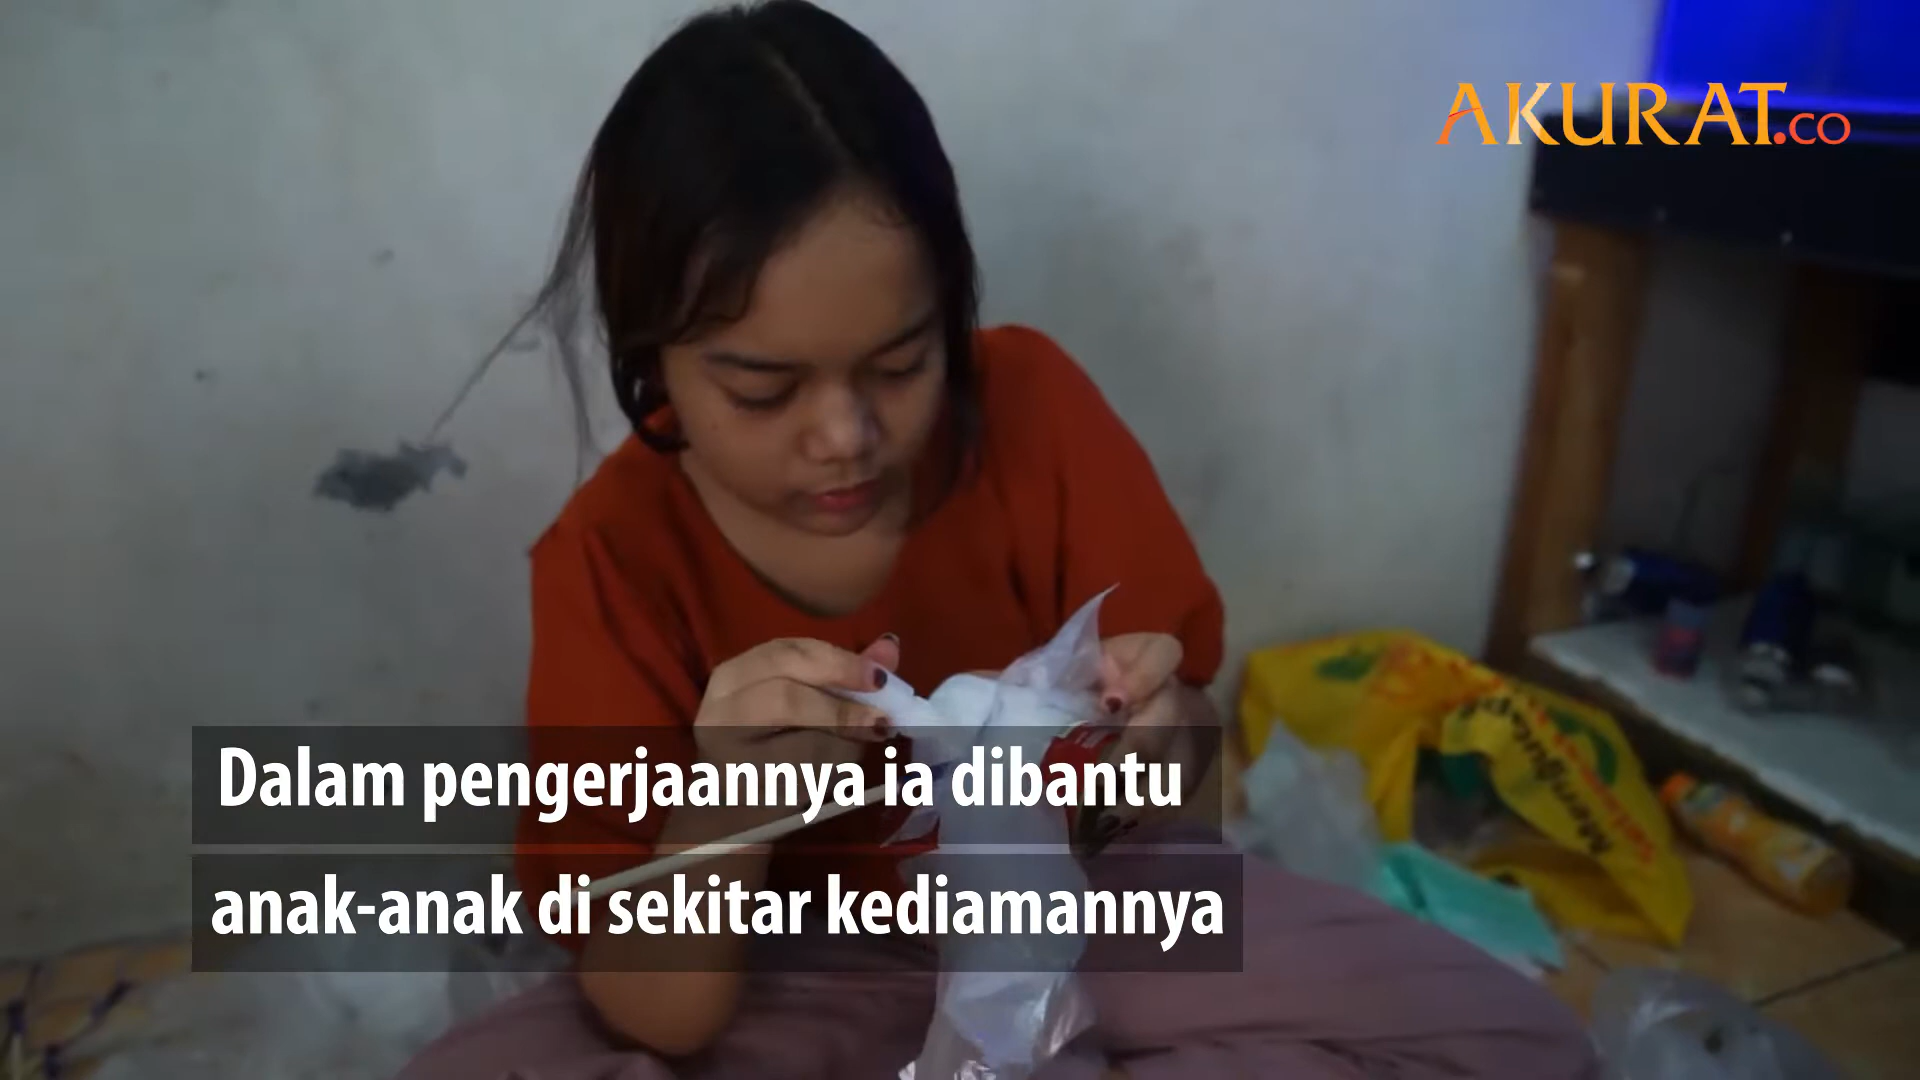 AKURAT.co
Dalam pengerjaannya ia dibantu
anak-anak di sekitar kediamannya